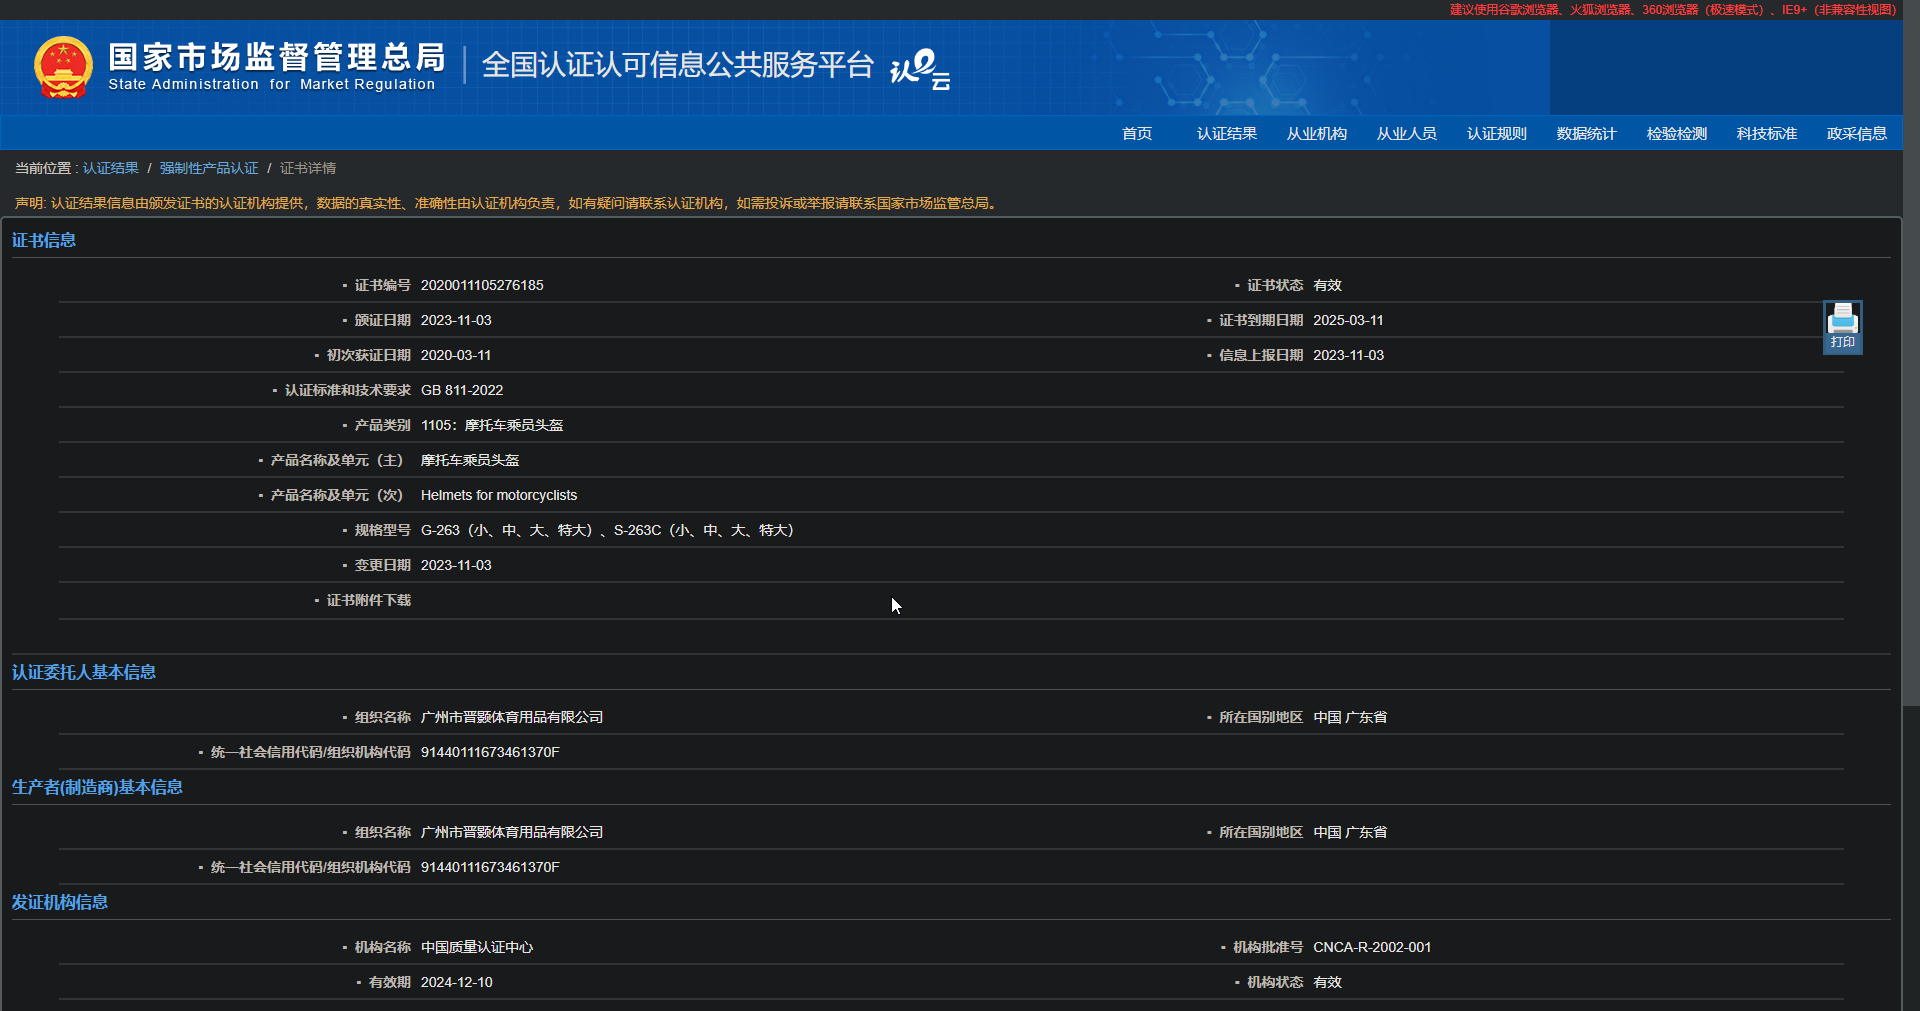 建议使用谷歌浏览器、火狐浏览器、360浏览器（极速模式）、IE9+（非兼容性视图）
国家市场监督管理总局
State Administration for Market Regulation
全国认证认可信息公共服务平台 认e云
首页 认证结果 从业机构 从业人员 认证规则 数据统计 检验检测 科技标准 政采信息
当前位置 : 认证结果 / 强制性产品认证 / 证书详情
声明: 认证结果信息由颁发证书的认证机构提供，数据的真实性、准确性由认证机构负责，如有疑问请联系认证机构，如需投诉或举报请联系国家市场监管总局。
证书信息
▪ 证书编号 2020011105276185 ▪ 证书状态 有效
▪ 颁证日期 2023-11-03 ▪ 证书到期日期 2025-03-11
打印
▪ 初次获证日期 2020-03-11 ▪ 信息上报日期 2023-11-03
▪ 认证标准和技术要求 GB 811-2022
▪ 产品类别 1105：摩托车乘员头盔
▪ 产品名称及单元（主） 摩托车乘员头盔
▪ 产品名称及单元（次） Helmets for motorcyclists
▪ 规格型号 G-263（小、中、大、特大）、S-263C（小、中、大、特大）
▪ 变更日期 2023-11-03
▪ 证书附件下载
认证委托人基本信息
▪ 组织名称 广州市晋颢体育用品有限公司 ▪ 所在国别地区 中国 广东省
▪ 统一社会信用代码/组织机构代码 91440111673461370F
生产者(制造商)基本信息
▪ 组织名称 广州市晋颢体育用品有限公司 ▪ 所在国别地区 中国 广东省
▪ 统一社会信用代码/组织机构代码 91440111673461370F
发证机构信息
▪ 机构名称 中国质量认证中心 ▪ 机构批准号 CNCA-R-2002-001
▪ 有效期 2024-12-10 ▪ 机构状态 有效